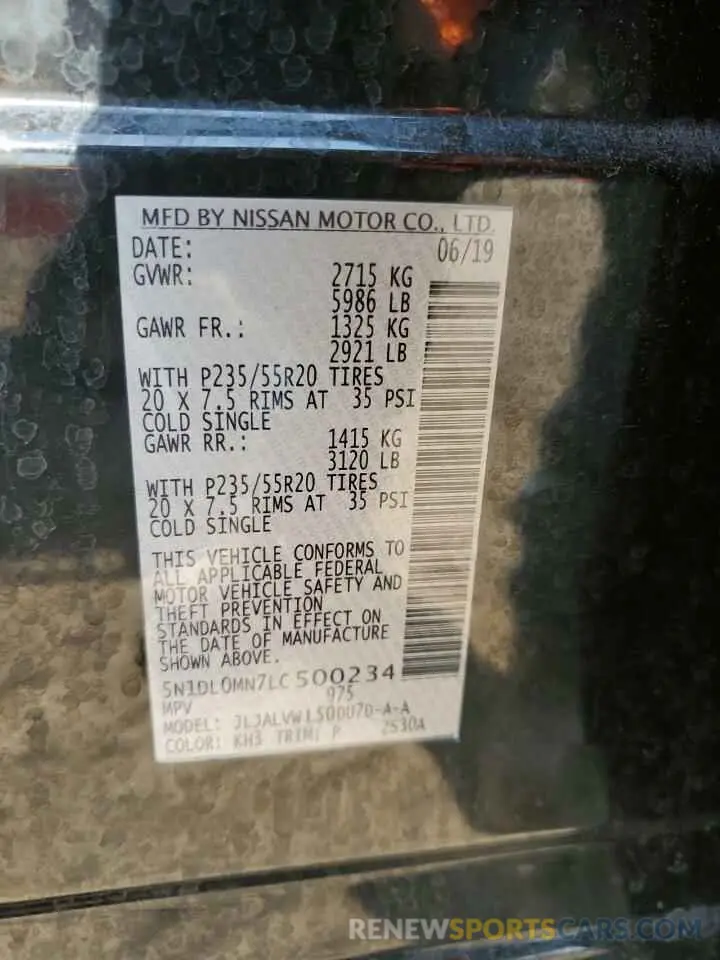 MFD BY NISSAN MOTOR CO., LTD.
DATE: 06/19
GVWR: 2715 KG
5986 LB
GAWR FR.: 1325 KG
2921 LB
WITH P235/55R20 TIRES
20 X 7.5 RIMS AT 35 PSI
COLD SINGLE
GAWR RR.: 1415 KG
3120 LB
WITH P235/55R20 TIRES
20 X 7.5 RIMS AT 35 PSI
COLD SINGLE
THIS VEHICLE CONFORMS TO
ALL APPLICABLE FEDERAL
MOTOR VEHICLE SAFETY AND
THEFT PREVENTION
STANDARDS IN EFFECT ON
THE DATE OF MANUFACTURE
SHOWN ABOVE.
5N1DL0MN7LC500234
MPV 975
MODEL:
COLOR: KH3 TRIM: P
RENEWSPORTSCARS.COM